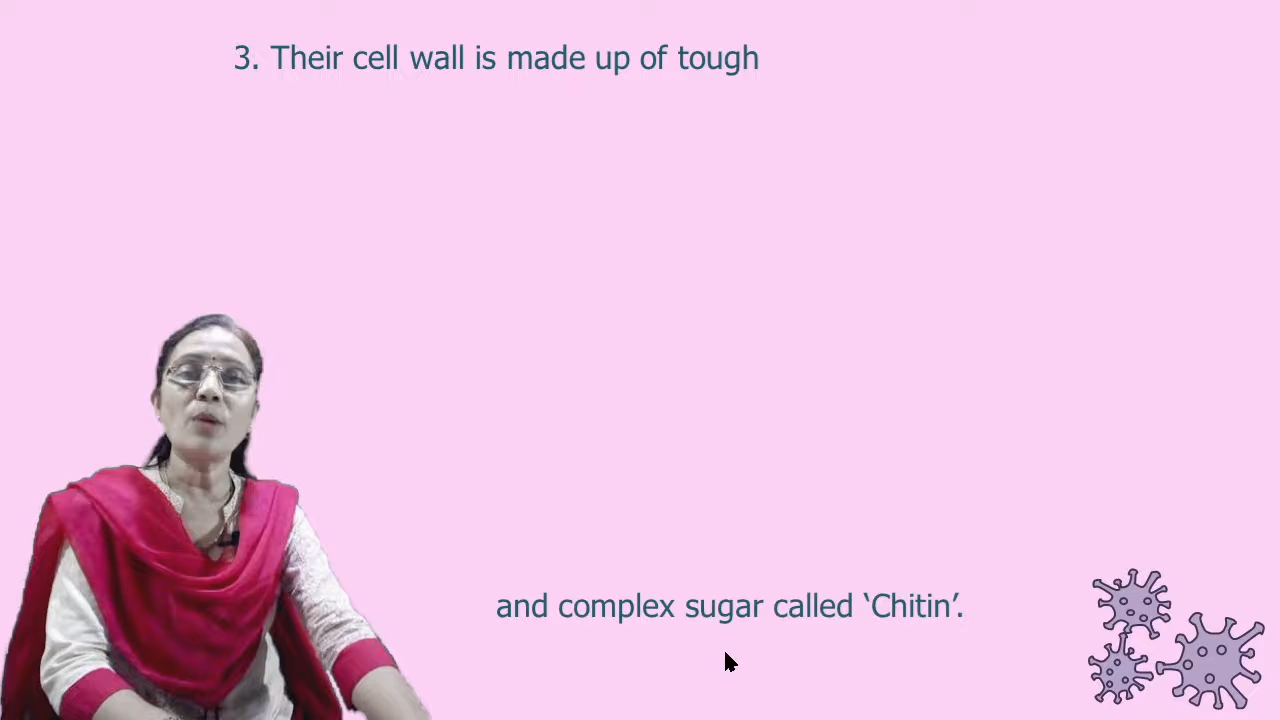 3. Their cell wall is made up of tough
and complex sugar called ‘Chitin’.